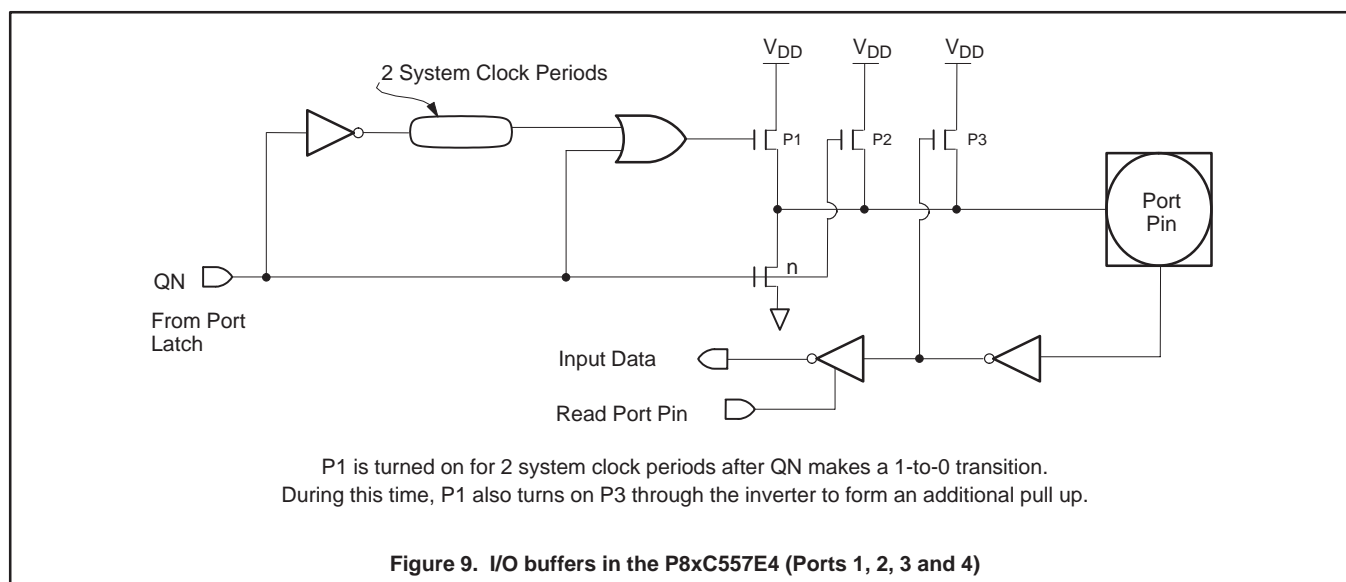 2 System Clock Periods
VDD
VDD
VDD
P1
P2
P3
Port
Pin
QN
n
From Port
Latch
Input Data
Read Port Pin
P1 is turned on for 2 system clock periods after QN makes a 1-to-0 transition.
During this time, P1 also turns on P3 through the inverter to form an additional pull up.
Figure 9. I/O buffers in the P8xC557E4 (Ports 1, 2, 3 and 4)